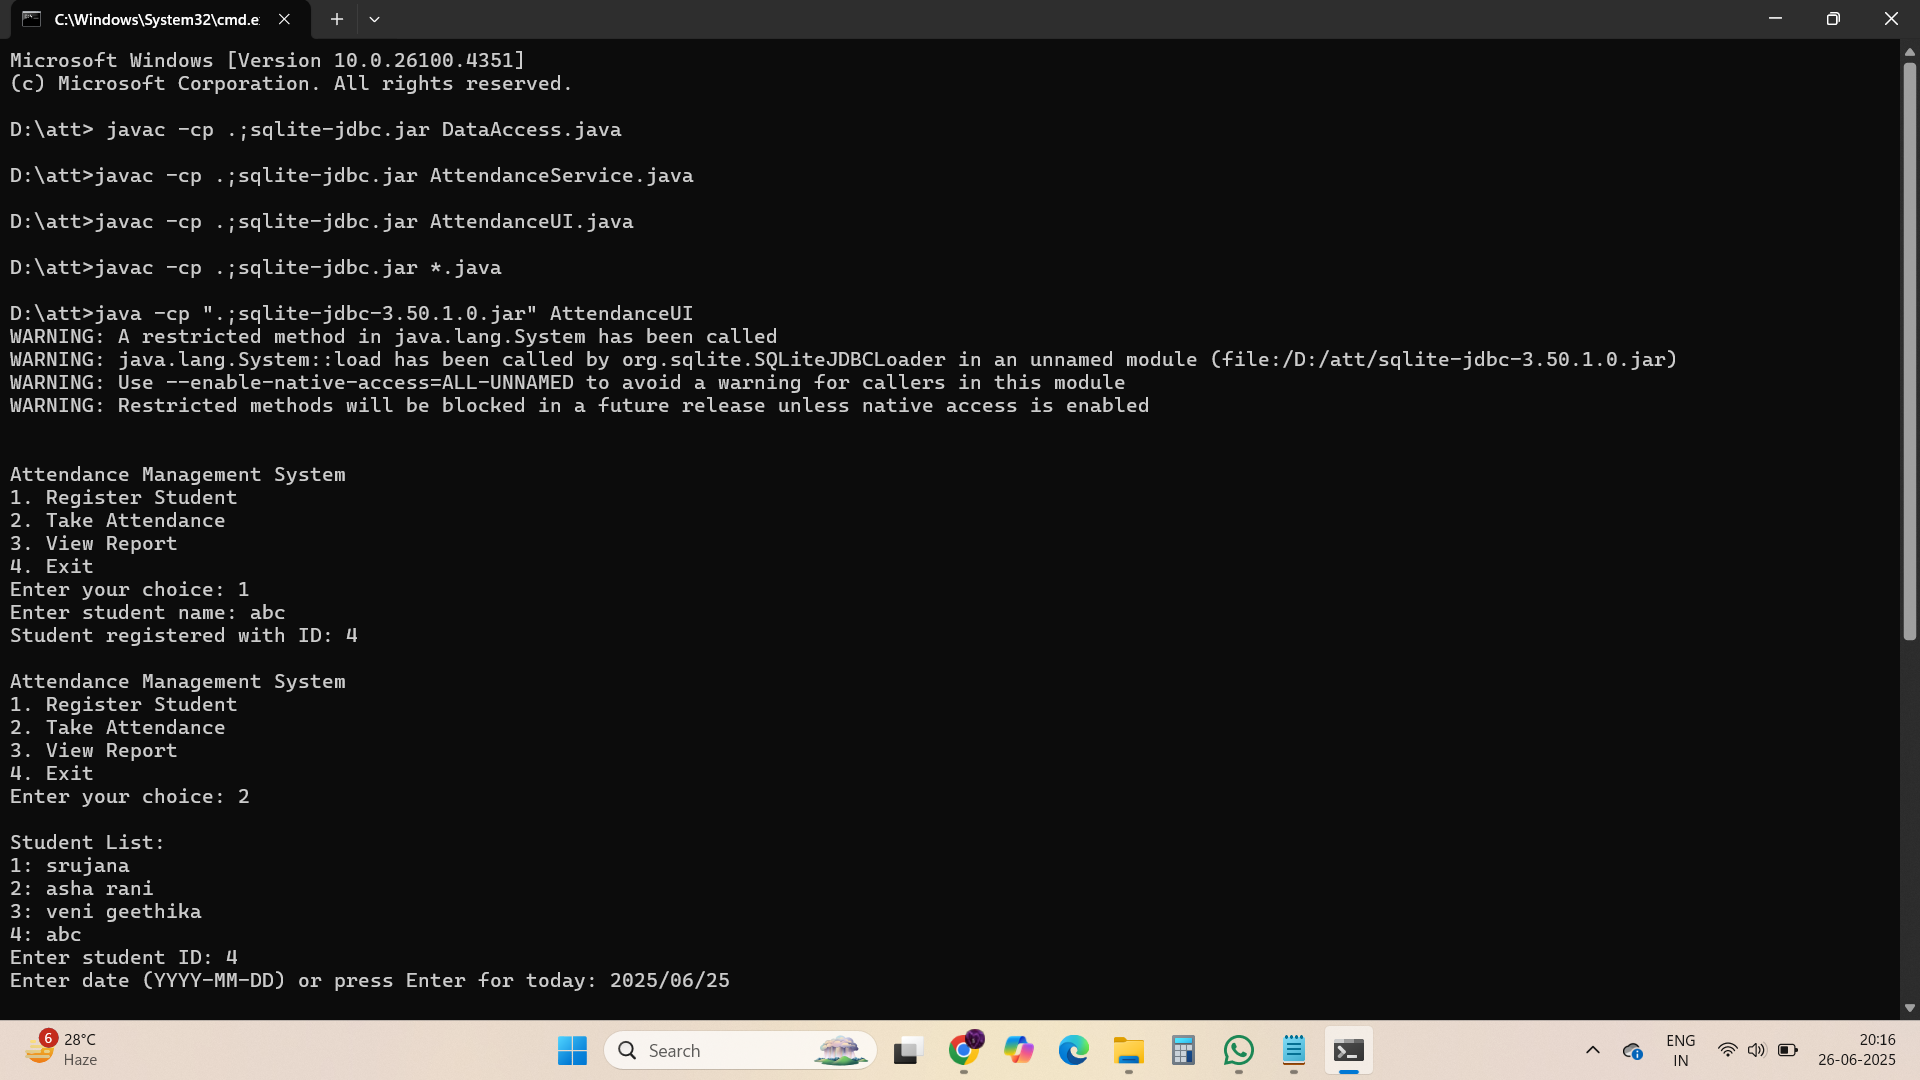 C:\Windows\System32\cmd.e
Microsoft Windows [Version 10.0.26100.4351]
(c) Microsoft Corporation. All rights reserved.
D:\att> javac -cp .;sqlite-jdbc.jar DataAccess.java
D:\att>javac -cp .;sqlite-jdbc.jar AttendanceService.java
D:\att>javac -cp .;sqlite-jdbc.jar AttendanceUI.java
D:\att>javac -cp .;sqlite-jdbc.jar *.java
D:\att>java -cp ".;sqlite-jdbc-3.50.1.0.jar" AttendanceUI
WARNING: A restricted method in java.lang.System has been called
WARNING: java.lang.System::load has been called by org.sqlite.SQLiteJDBCLoader in an unnamed module (file:/D:/att/sqlite-jdbc-3.50.1.0.jar)
WARNING: Use --enable-native-access=ALL-UNNAMED to avoid a warning for callers in this module
WARNING: Restricted methods will be blocked in a future release unless native access is enabled
Attendance Management System
1. Register Student
2. Take Attendance
3. View Report
4. Exit
Enter your choice: 1
Enter student name: abc
Student registered with ID: 4
Attendance Management System
1. Register Student
2. Take Attendance
3. View Report
4. Exit
Enter your choice: 2
Student List:
1: srujana
2: asha rani
3: veni geethika
4: abc
Enter student ID: 4
Enter date (YYYY-MM-DD) or press Enter for today: 2025/06/25
6
28°C
Haze
Search
ENG
IN
20:16
26-06-2025